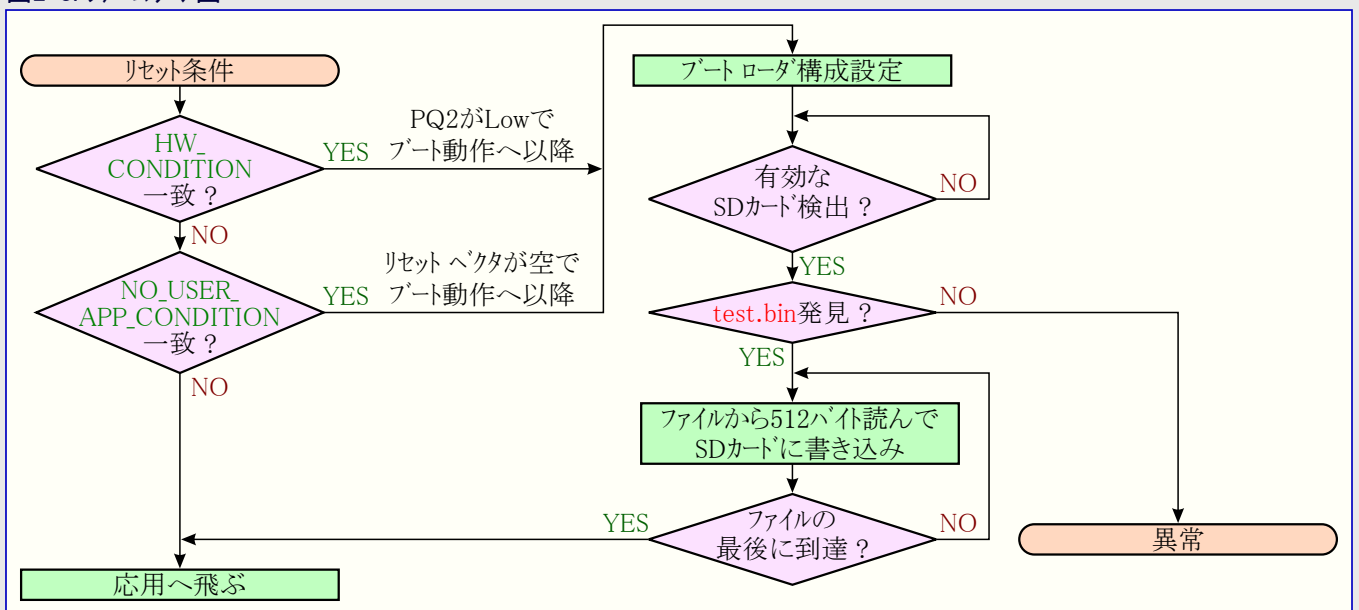 リセット条件
HW_
CONDITION
一致？
YES
PQ2がLowで
ブート動作へ以降
NO
NO_USER_
APP_CONDITION
一致？
YES
リセット ベクタが空で
ブート動作へ以降
NO
応用へ飛ぶ
ブート ローダ構成設定
有効な
SDカード検出？
NO
YES
test.bin発見？
NO
YES
ファイルから512バイト読んで
SDカードに書き込み
ファイルの
最後に到達？
YES
NO
異常